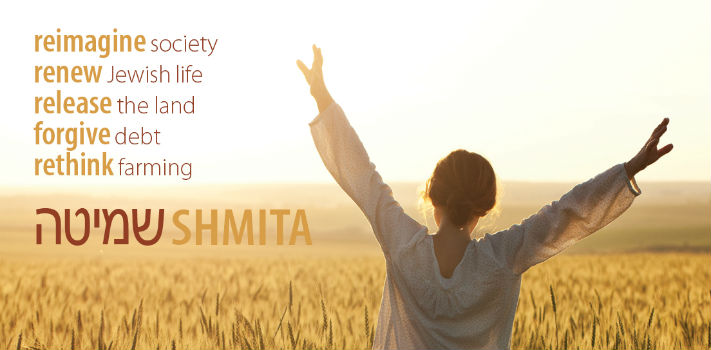 reimagine society
renew Jewish life
release the land
forgive debt
rethink farming
שמיטה SHMITA